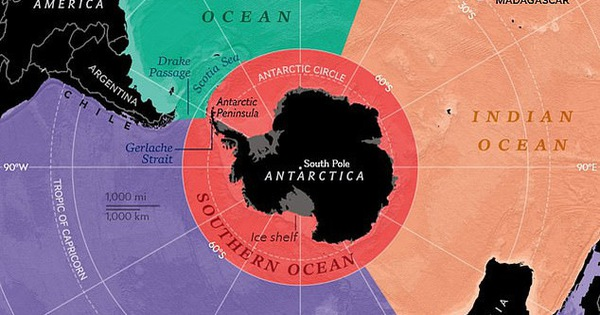 AMERICA
OCEAN
MADAGASCAR
30°S
Drake
Passage
Scotia Sea
ANTARCTIC CIRCLE
60°S
ARGENTINA
CHILE
Antarctic
Peninsula
INDIAN
OCEAN
Gerlache
Strait
90°W
South Pole
ANTARCTICA
90°E
TROPIC OF CAPRICORN
1,000 mi
1,000 km
Ice shelf
60°S
SOUTHERN OCEAN
IA